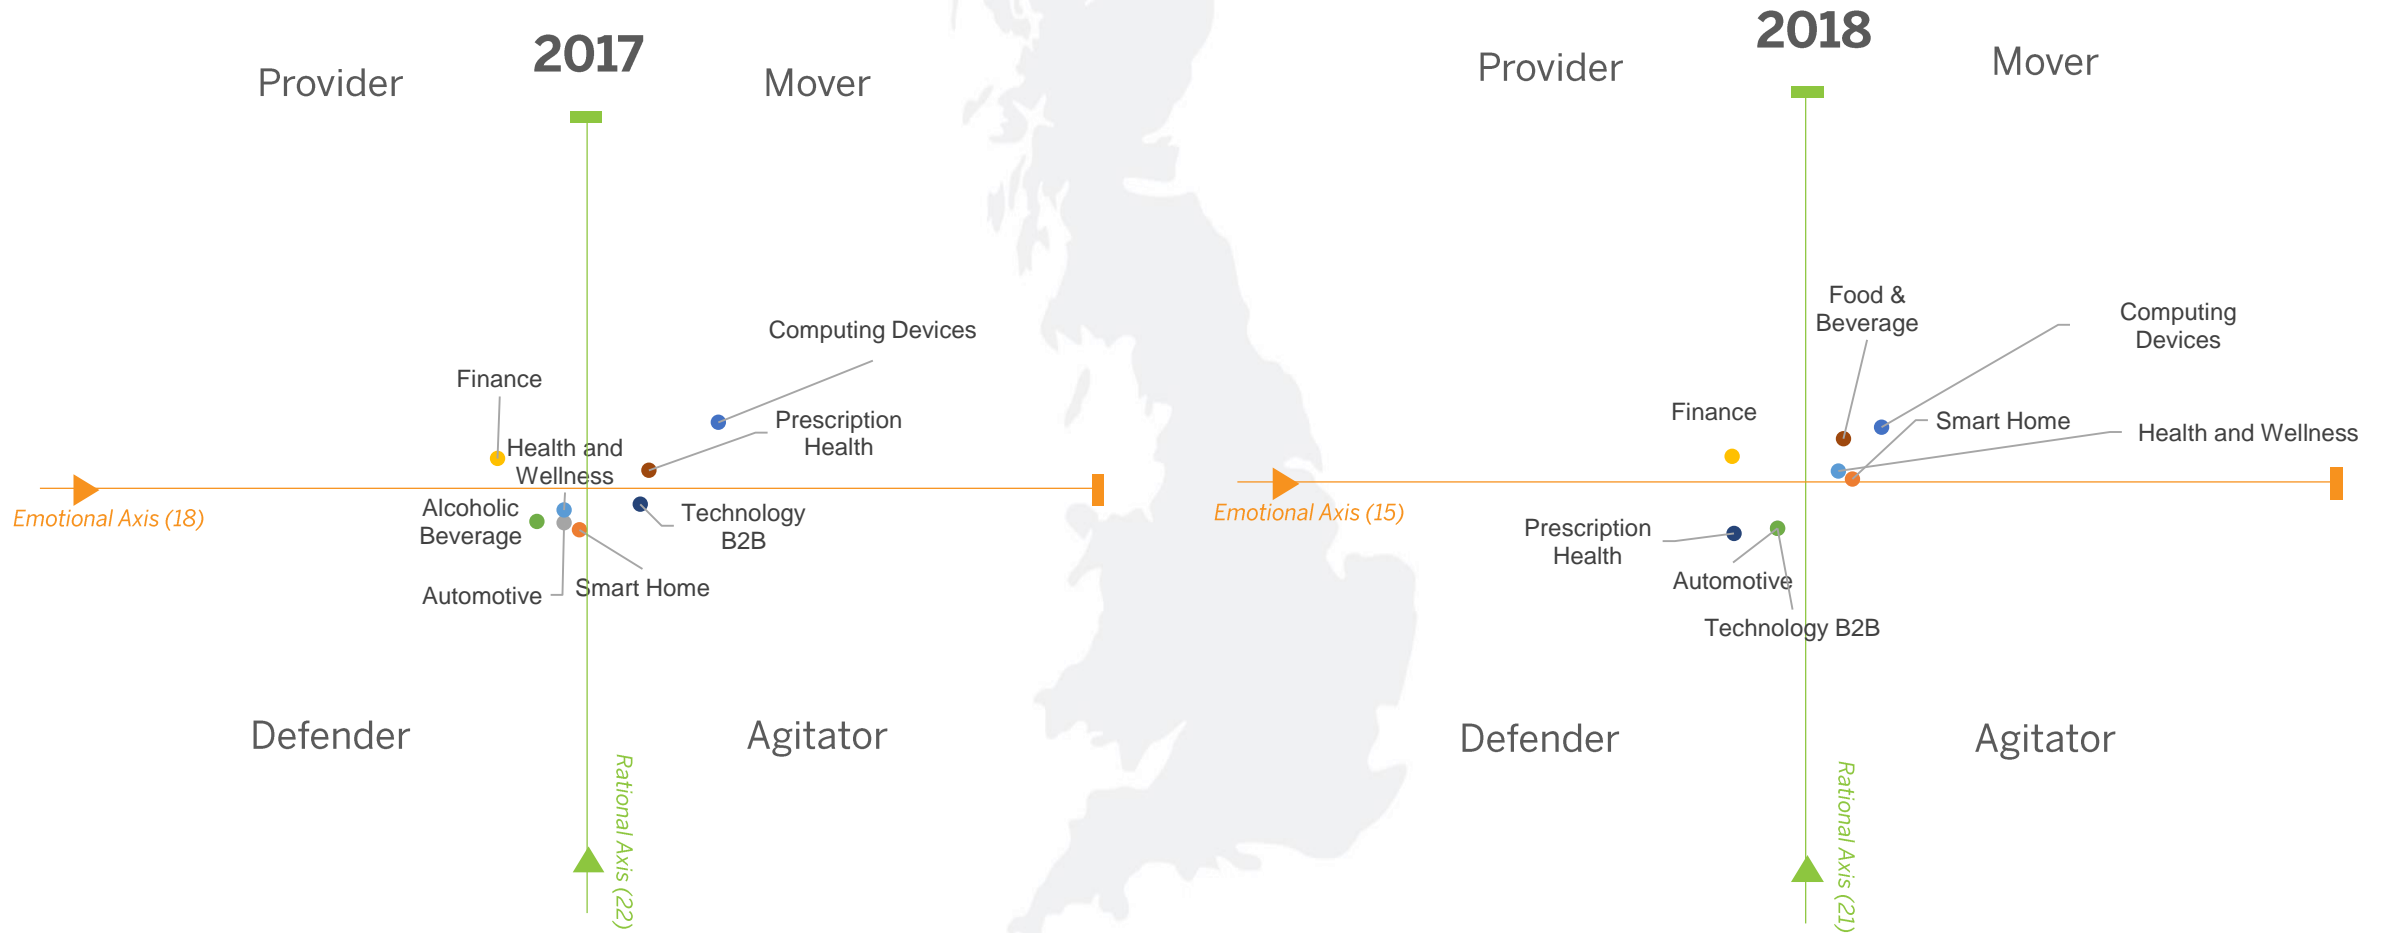 2017
Provider
Mover
Computing Devices
Finance
Prescription
Health
Health and
Wellness
Emotional Axis (18)
Alcoholic
Beverage
Technology
B2B
Automotive
Smart Home
Defender
Agitator
Rational Axis (22)
2018
Provider
Mover
Food &
Beverage
Computing
Devices
Finance
Smart Home
Health and Wellness
Emotional Axis (15)
Prescription
Health
Automotive
Technology B2B
Defender
Agitator
Rational Axis (21)